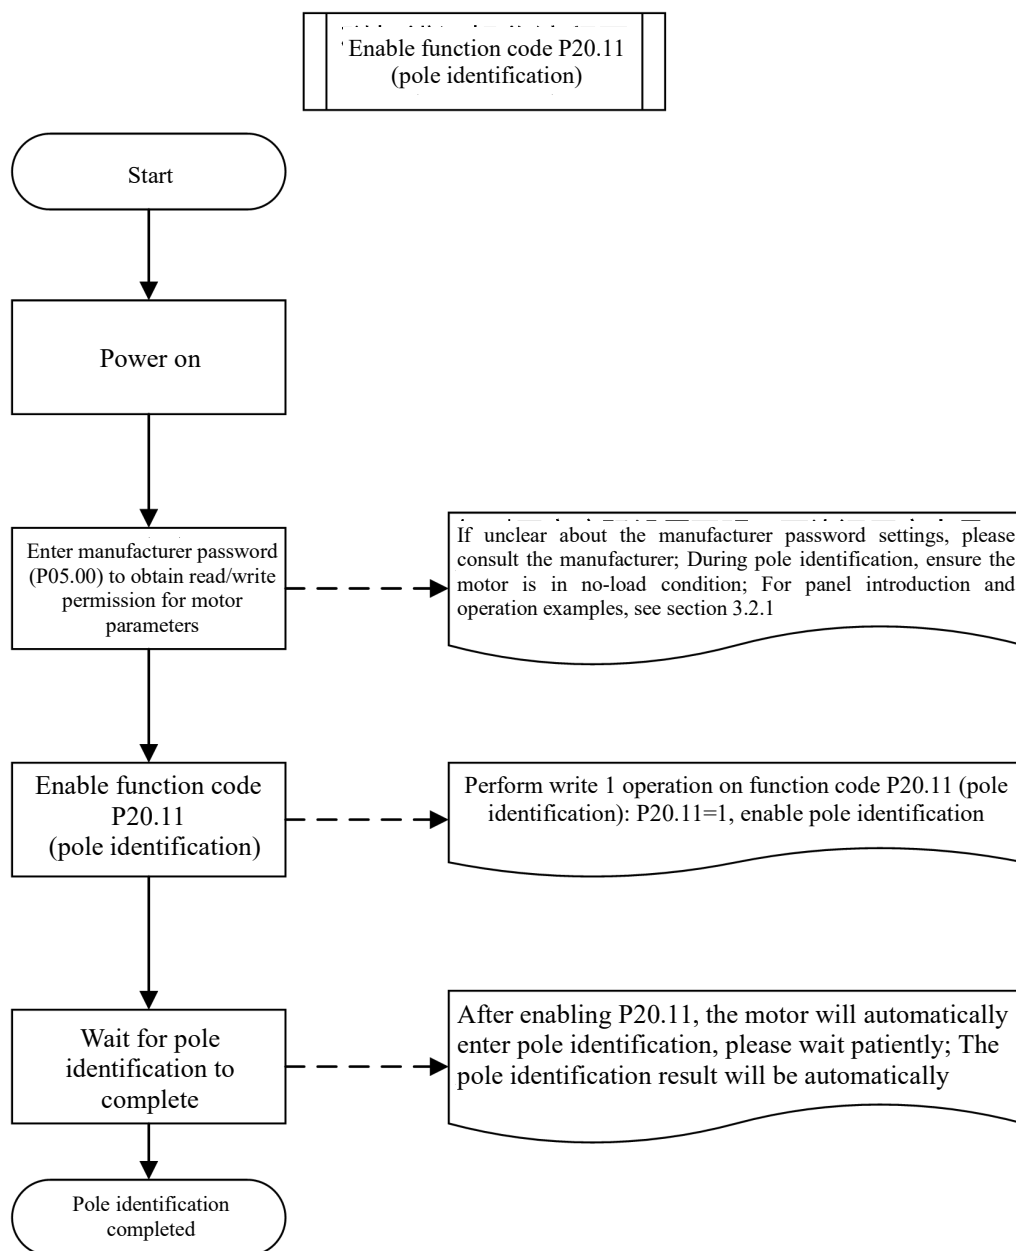 Enable function code P20.11
(pole identification)
Start
Power on
Enter manufacturer password
(P05.00) to obtain read/write
permission for motor
parameters
If unclear about the manufacturer password settings, please
consult the manufacturer; During pole identification, ensure the
motor is in no-load condition; For panel introduction and
operation examples, see section 3.2.1
Enable function code
P20.11
(pole identification)
Perform write 1 operation on function code P20.11 (pole
identification): P20.11=1, enable pole identification
Wait for pole
identification to
complete
After enabling P20.11, the motor will automatically
enter pole identification, please wait patiently; The
pole identification result will be automatically
Pole identification
completed